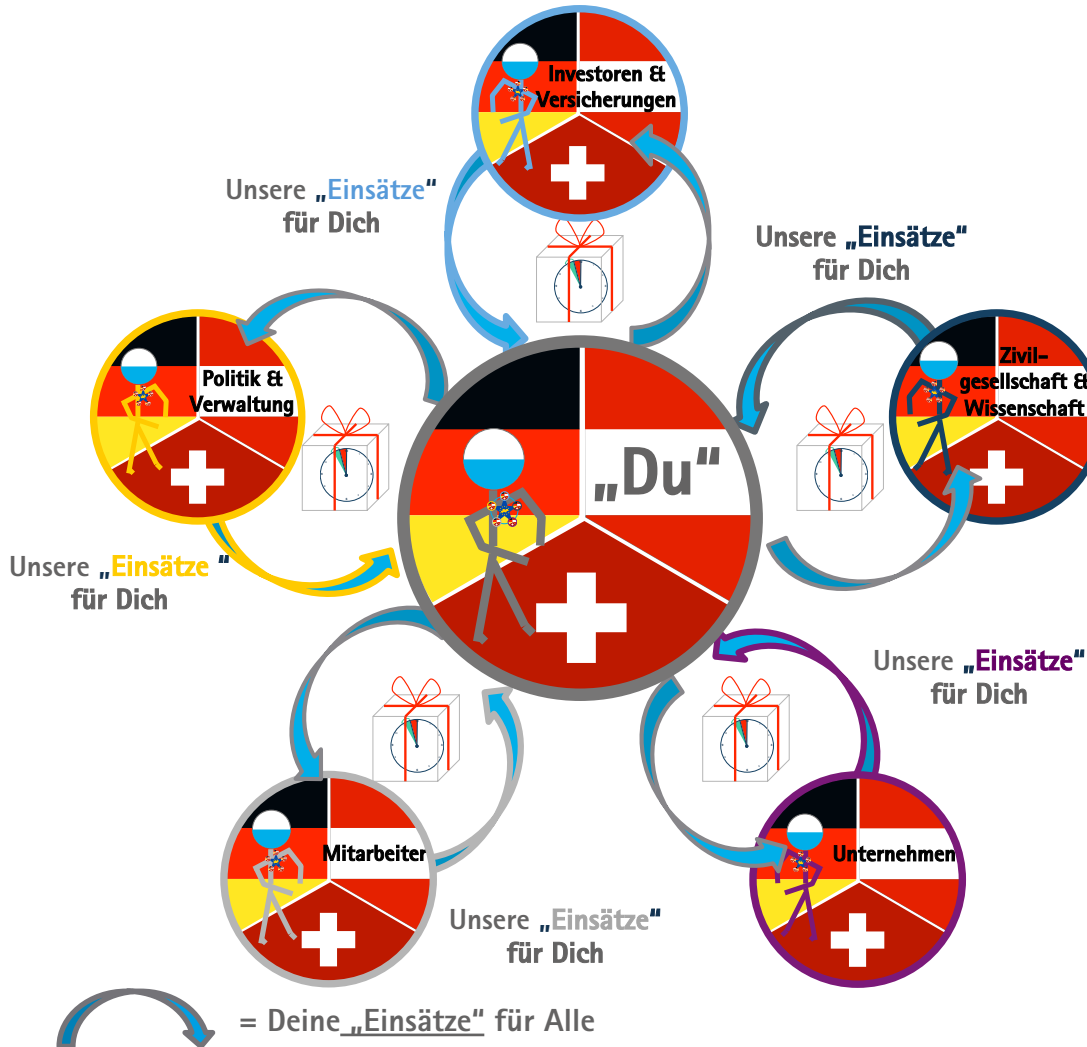 Investoren &
Versicherungen
Unsere „Einsätze“
für Dich
Unsere „Einsätze“
für Dich
Politik &
Verwaltung
Zivil-
gesellschaft &
Wissenschaft
„Du“
Unsere „Einsätze “
für Dich
Unsere „Einsätze“
für Dich
Mitarbeiter
Unternehmen
Unsere „Einsätze“
für Dich
= Deine „Einsätze“ für Alle